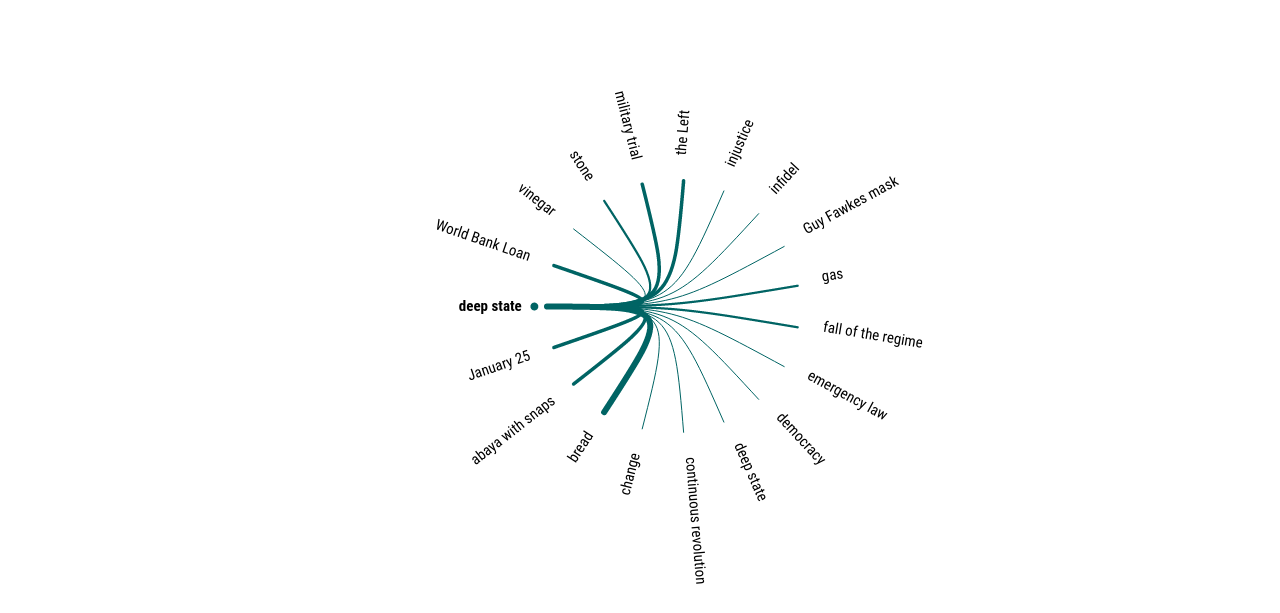 deep state
World Bank Loan
vinegar
stone
military trial
the Left
injustice
infidel
Guy Fawkes mask
gas
fall of the regime
emergency law
democracy
deep state
continuous revolution
change
bread
abaya with snaps
January 25